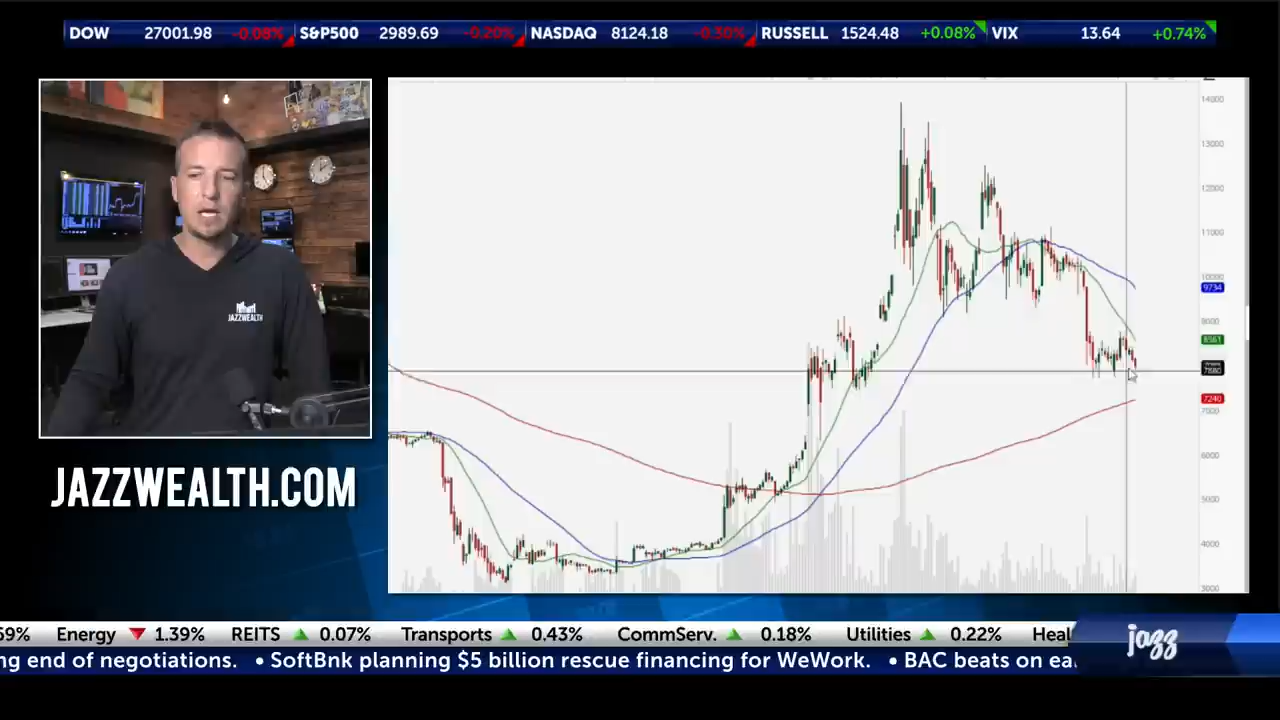 DOW 27001.98 -0.08% S&P500 2989.69 -0.20% NASDAQ 8124.18 -0.30% RUSSELL 1524.48 +0.08% VIX 13.64 +0.74%
14000
13000
12000
11000
10000
9734
8000
8561
7880
7240
7000
6000
5000
4000
3000
JAZZWEALTH
JAZZWEALTH.COM
59% Energy 1.39% REITS 0.07% Transports 0.43% CommServ. 0.18% Utilities 0.22% Heal
ng end of negotiations. • SoftBnk planning $5 billion rescue financing for WeWork. • BAC beats on ea
jazz